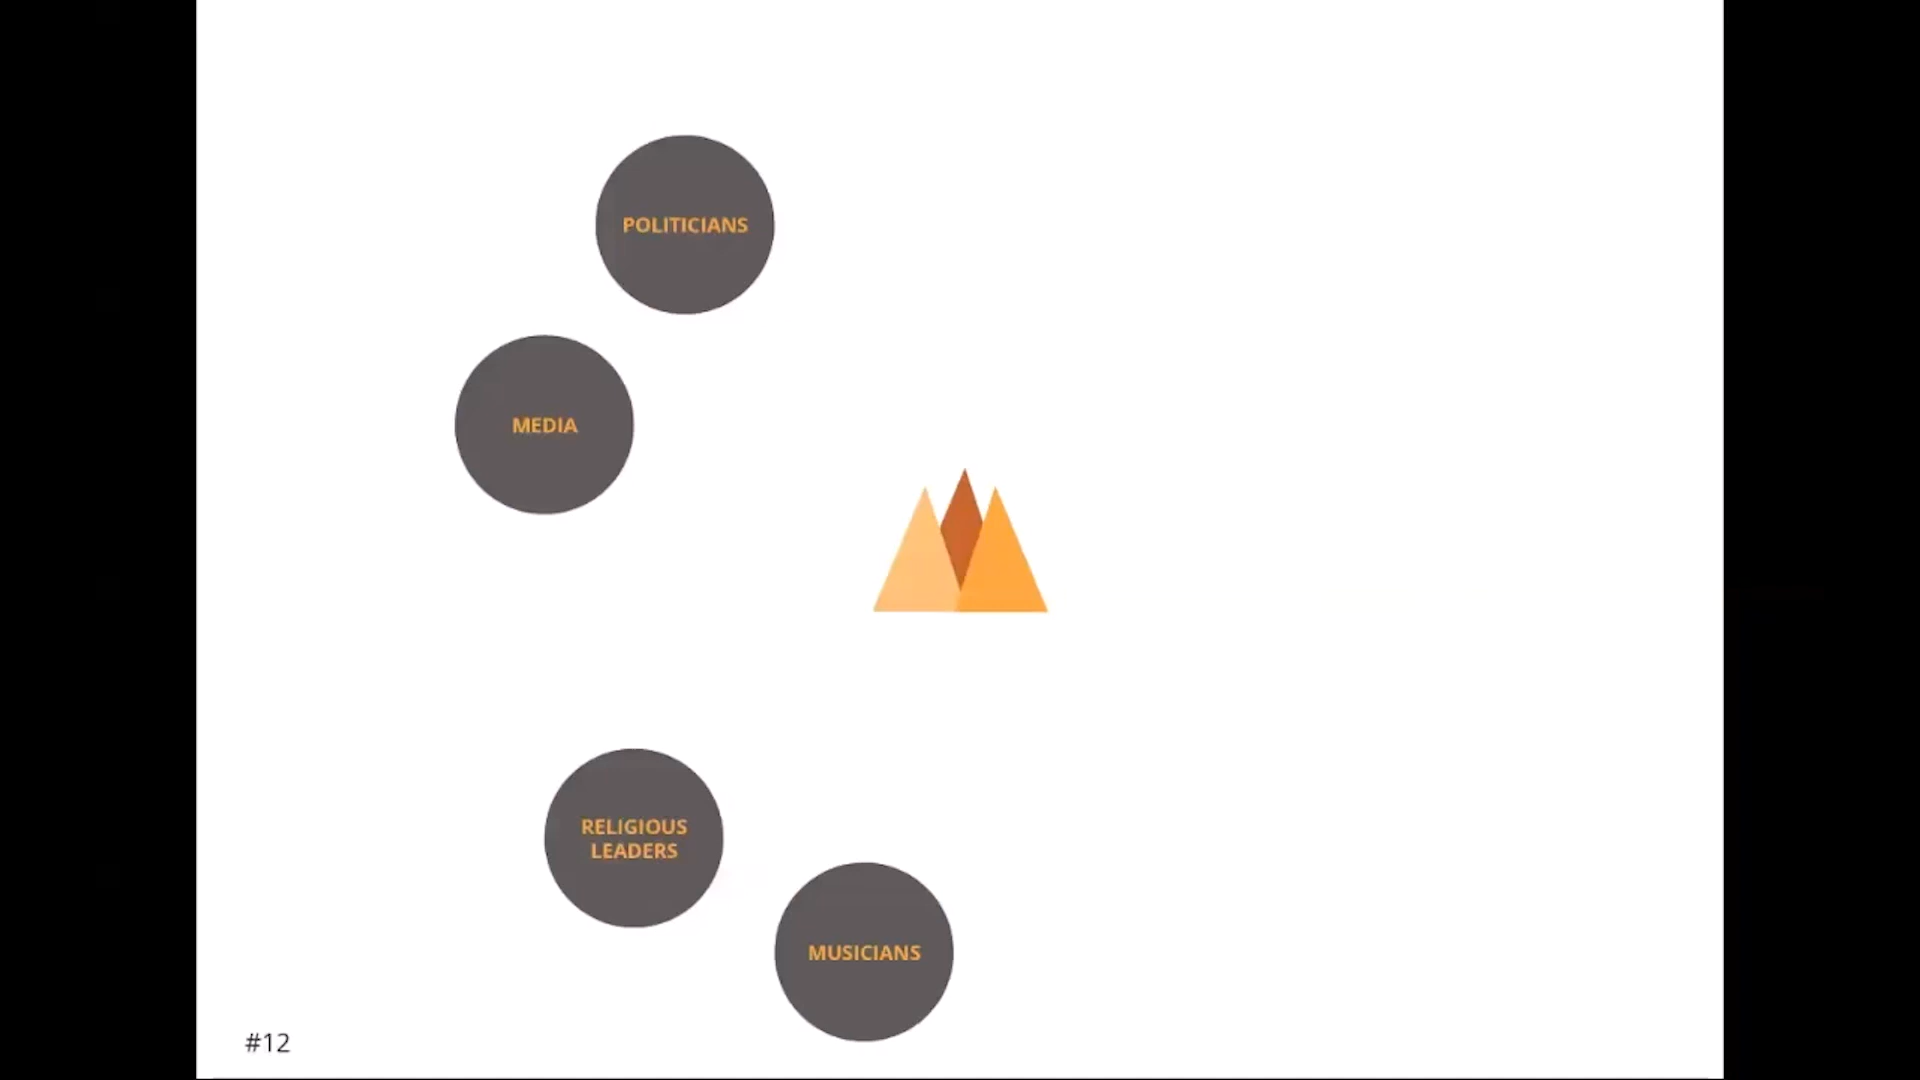 POLITICIANS
MEDIA
RELIGIOUS
LEADERS
MUSICIANS
#12